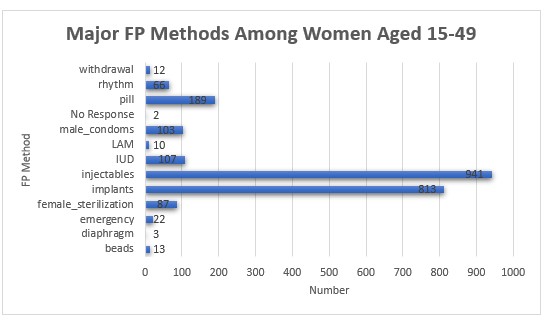 Major FP Methods Among Women Aged 15-49
FP Method
withdrawal 12
rhythm 66
pill 189
No Response 2
male_condoms 103
LAM 10
IUD 107
injectables 941
implants 813
female_sterilization 87
emergency 22
diaphragm 3
beads 13
0 100 200 300 400 500 600 700 800 900 1000
Number